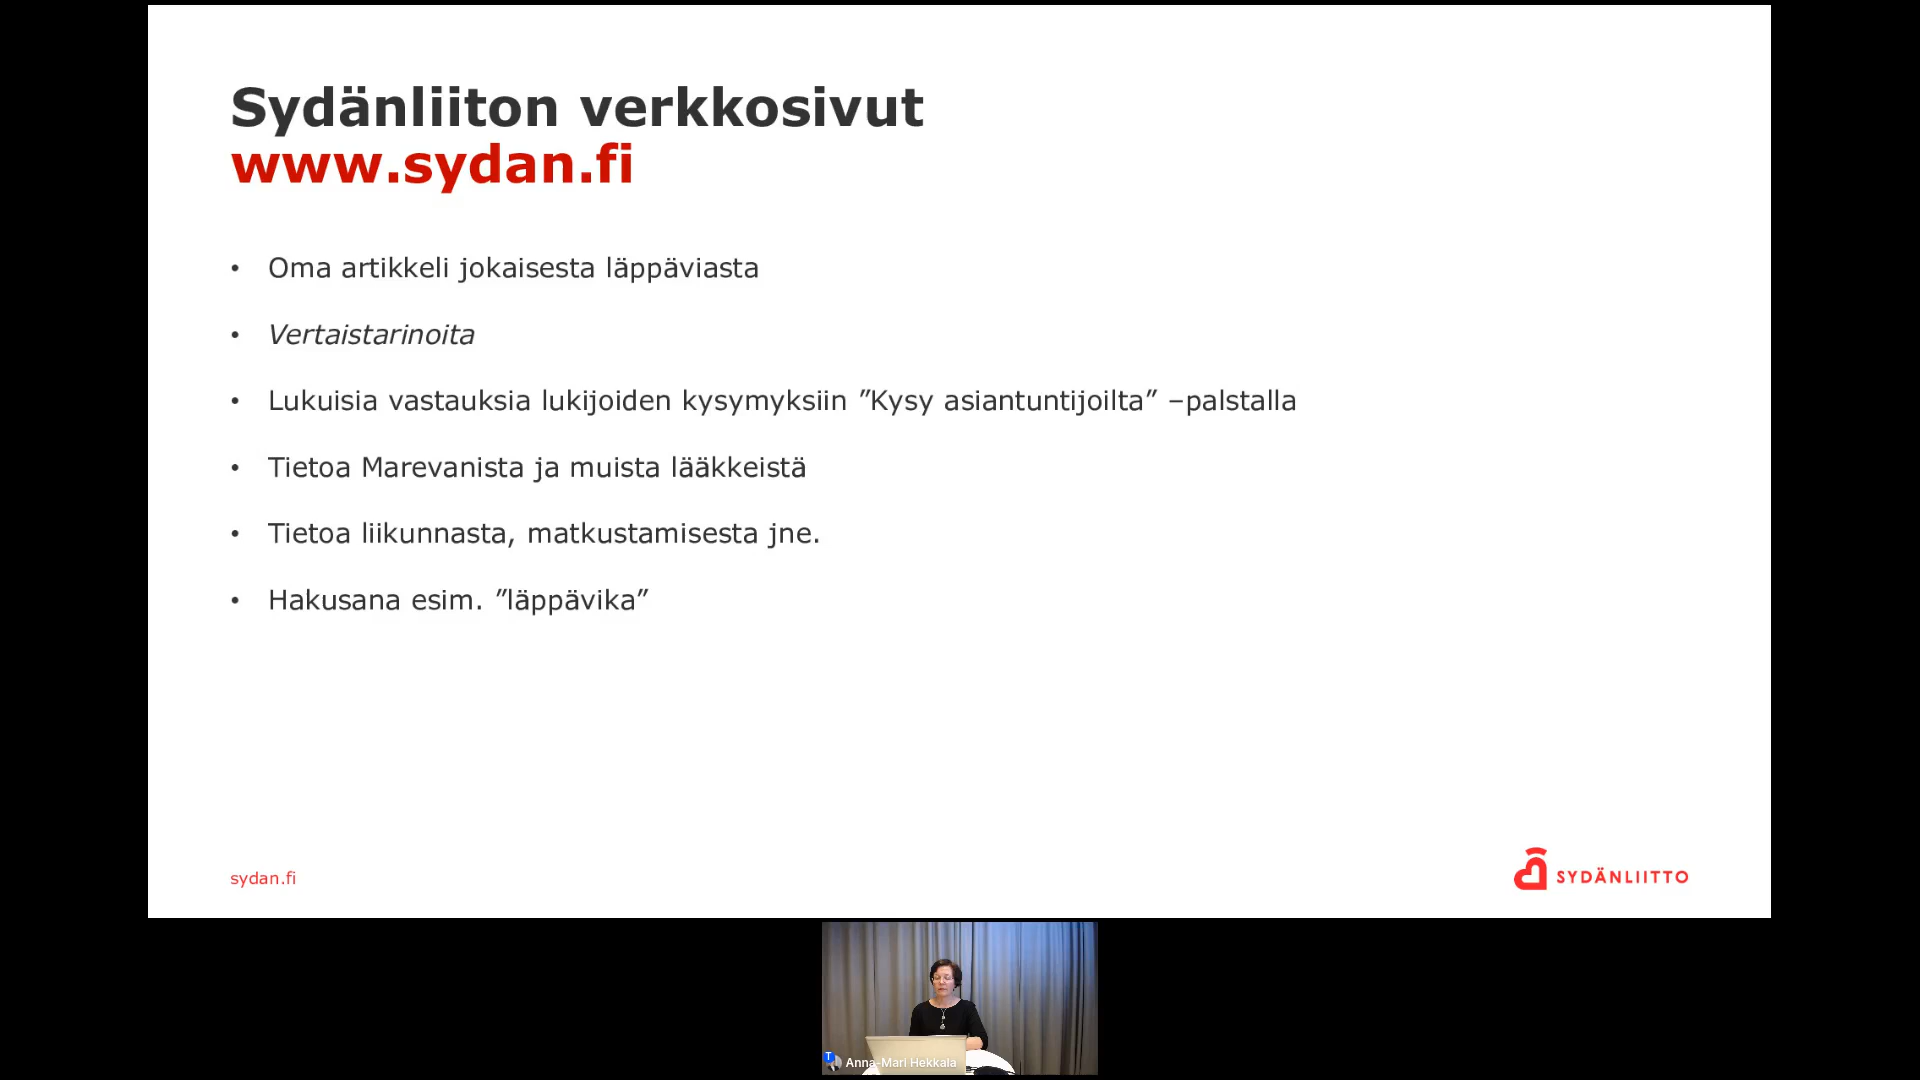 Sydänliiton verkkosivut
www.sydan.fi
• Oma artikkeli jokaisesta läppäviasta
• Vertaistarinoita
• Lukuisia vastauksia lukijoiden kysymyksiin ”Kysy asiantuntijoilta” –palstalla
• Tietoa Marevanista ja muista lääkkeistä
• Tietoa liikunnasta, matkustamisesta jne.
• Hakusana esim. ”läppävika”
sydan.fi
SYDÄNLIITTO
T
Anna-Mari Hekkala